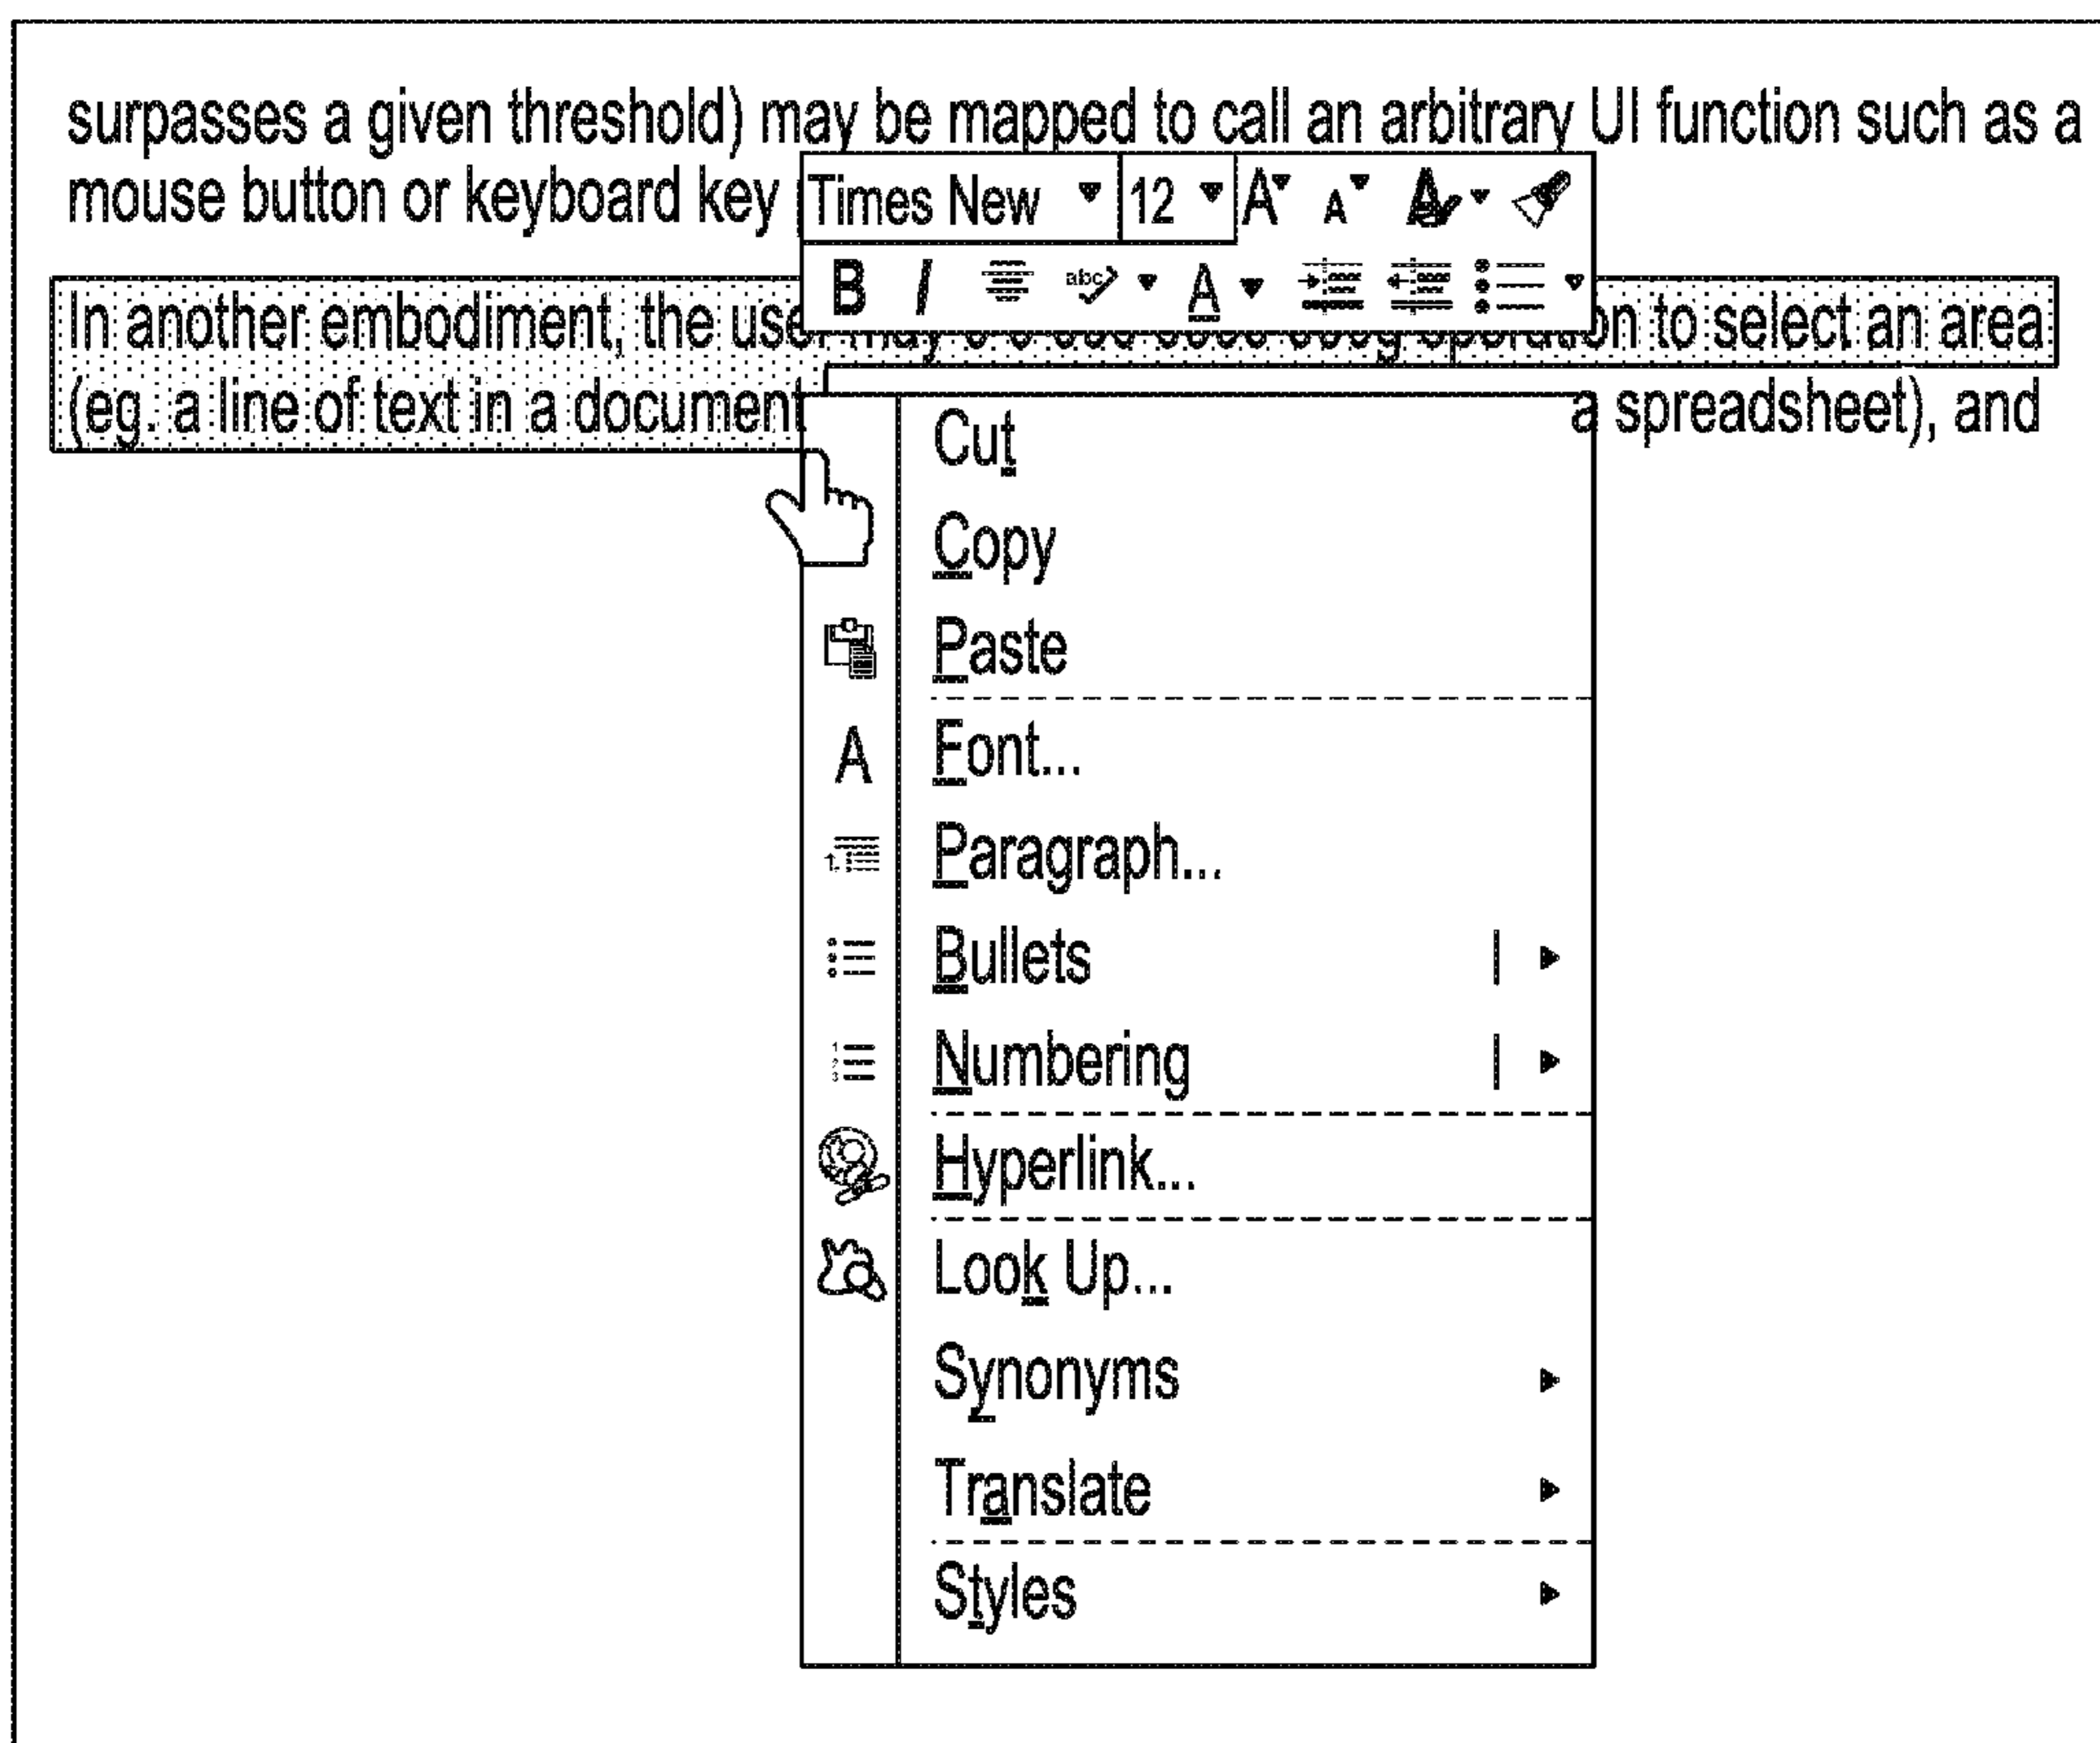 surpasses a given threshold) may be mapped to call an arbitrary UI function such as a
mouse button or keyboard key
Times New 12 A A A
B I abc A
In another embodiment, the use to select an area
(eg. a line of text in a document a spreadsheet), and
Cut
Copy
Paste
A Font...
Paragraph...
Bullets
Numbering
Hyperlink...
Look Up...
Synonyms
Translate
Styles